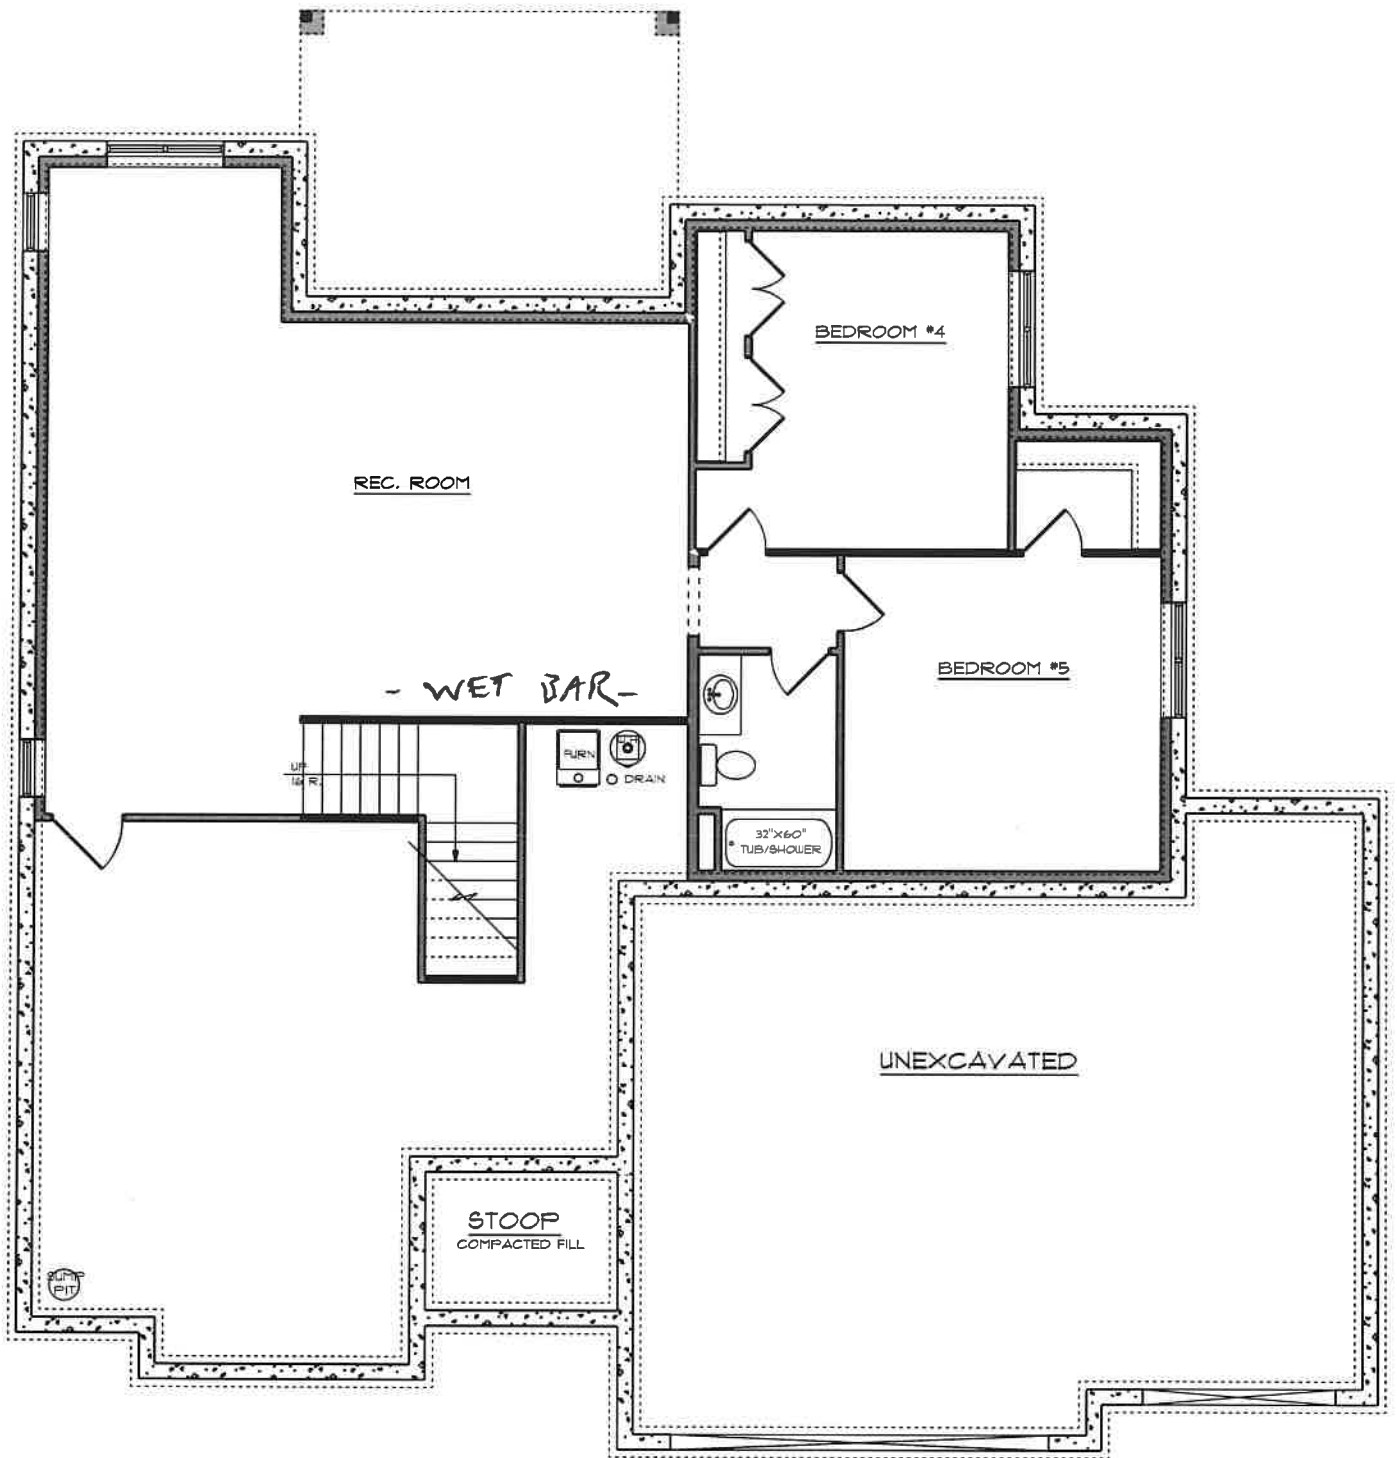 BEDROOM #4
REC. ROOM
BEDROOM #5
- WET BAR -
FURN
W.H.
DRAIN
UP
16 R.
32"X60"
TUB/SHOWER
UNEXCAVATED
STOOP
COMPACTED FILL
SUMP
PIT